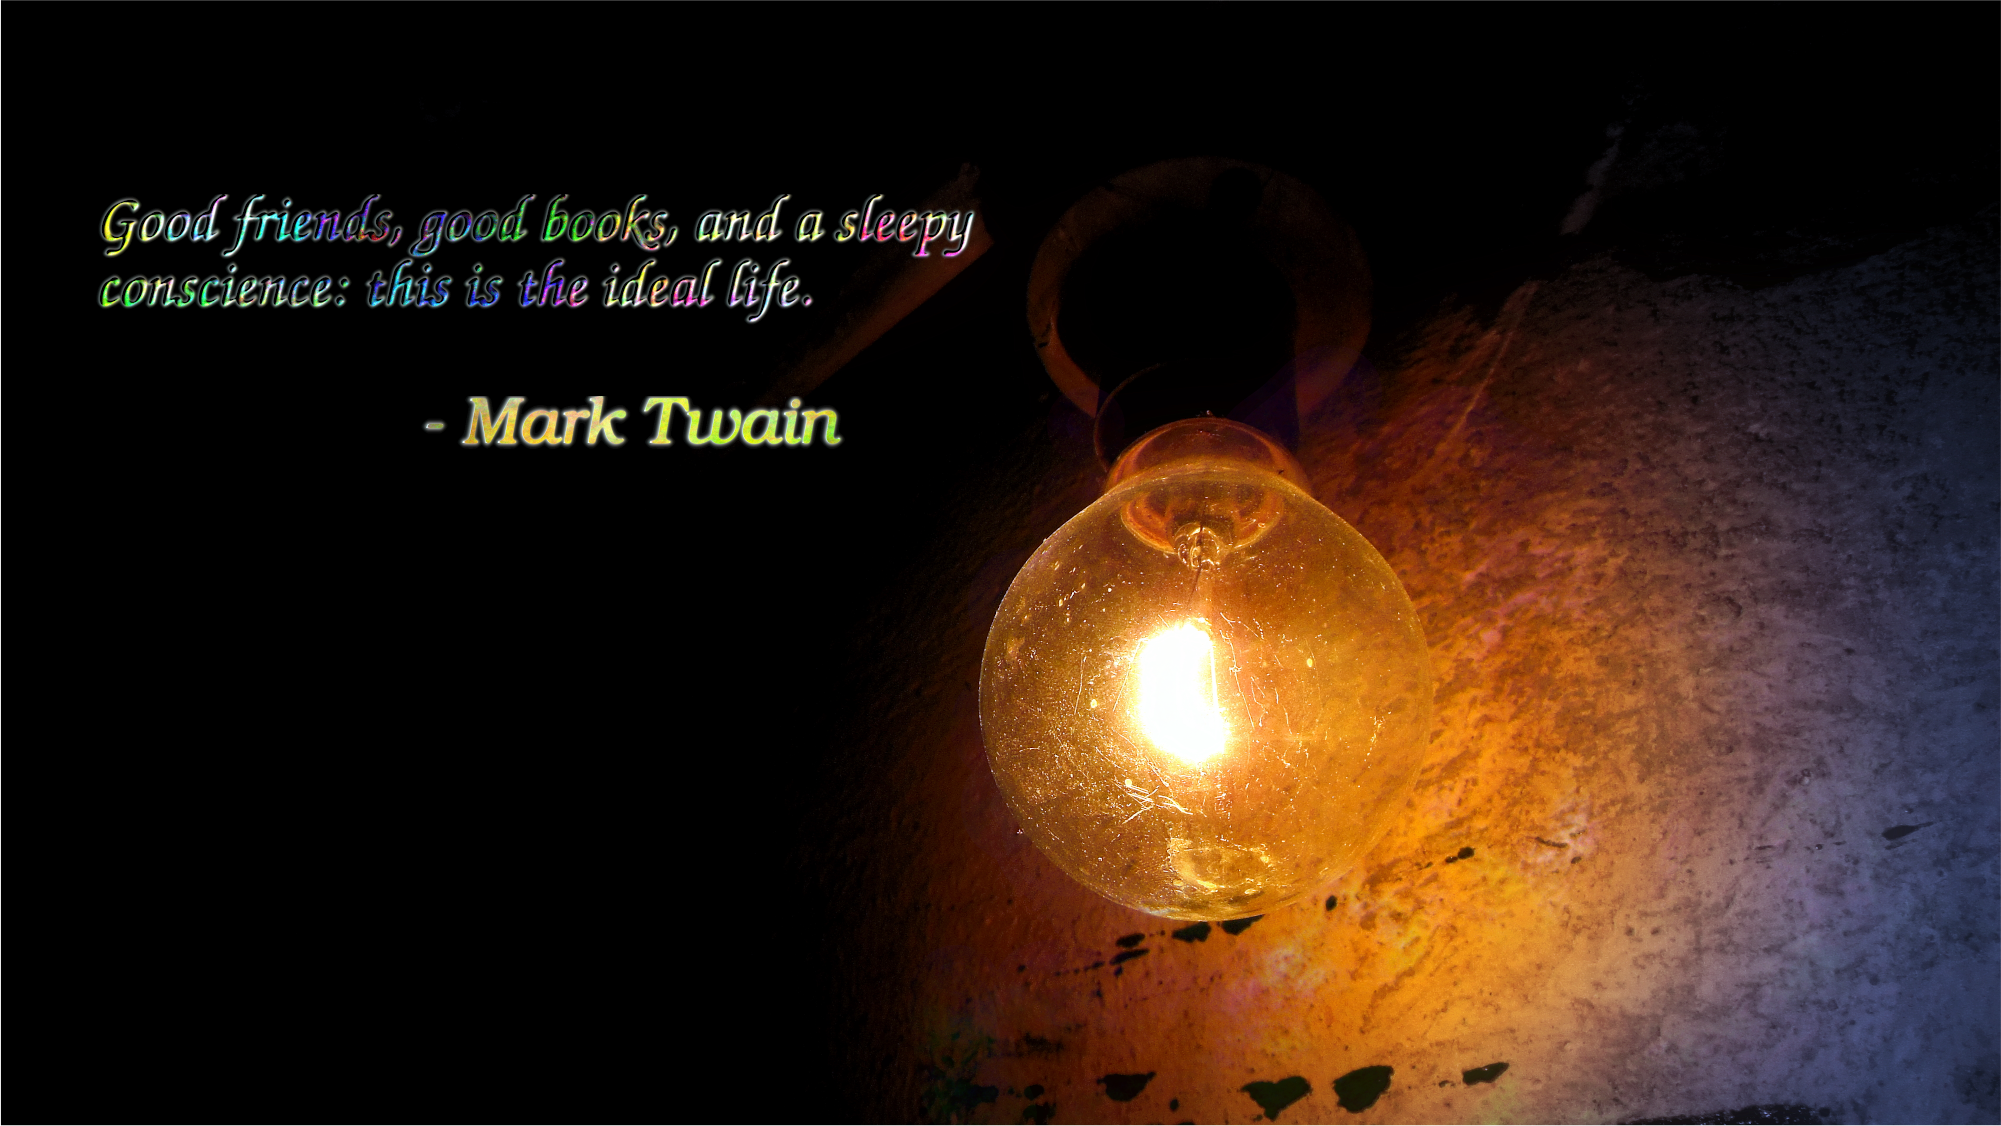 Good friends, good books, and a sleepy
conscience: this is the ideal life.
- Mark Twain